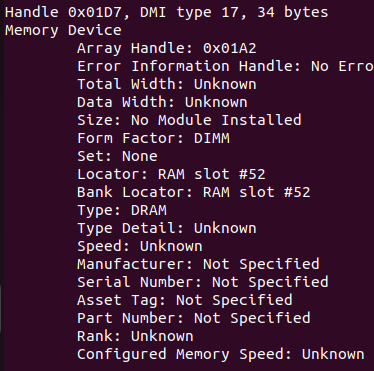 Handle 0x01D7, DMI type 17, 34 bytes
Memory Device
Array Handle: 0x01A2
Error Information Handle: No Erro
Total Width: Unknown
Data Width: Unknown
Size: No Module Installed
Form Factor: DIMM
Set: None
Locator: RAM slot #52
Bank Locator: RAM slot #52
Type: DRAM
Type Detail: Unknown
Speed: Unknown
Manufacturer: Not Specified
Serial Number: Not Specified
Asset Tag: Not Specified
Part Number: Not Specified
Rank: Unknown
Configured Memory Speed: Unknown